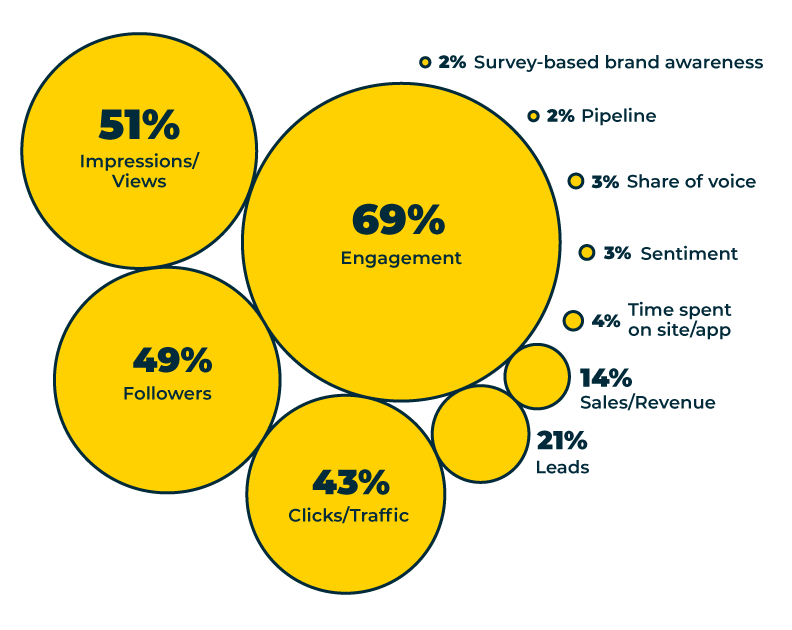 51%
Impressions/
Views
69%
Engagement
49%
Followers
43%
Clicks/Traffic
2% Survey-based brand awareness
2% Pipeline
3% Share of voice
3% Sentiment
4% Time spent
on site/app
14%
Sales/Revenue
21%
Leads